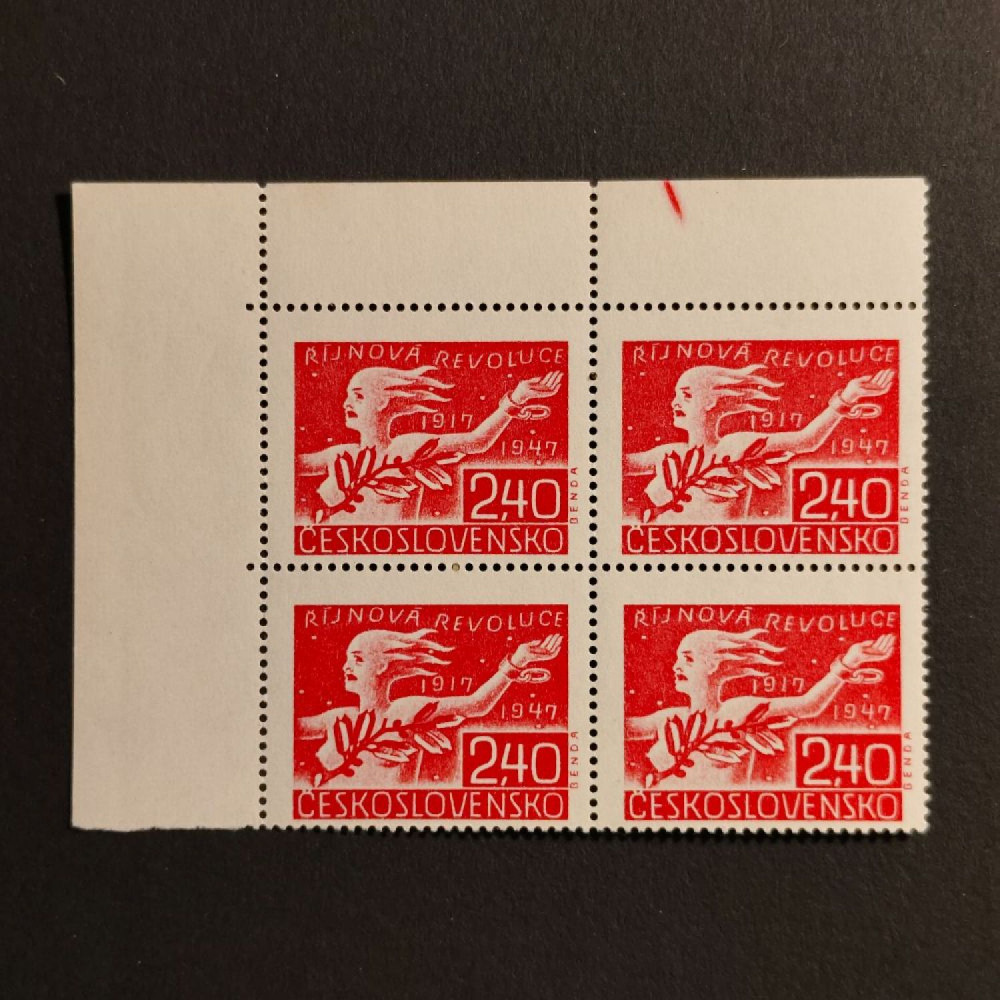 ŘÍJNOVÁ REVOLUCE
1917
1947
2,40
BENDA
ČESKOSLOVENSKO
ŘÍJNOVÁ REVOLUCE
1917
1947
2,40
BENDA
ČESKOSLOVENSKO
ŘÍJNOVÁ REVOLUCE
1917
1947
2,40
BENDA
ČESKOSLOVENSKO
ŘÍJNOVÁ REVOLUCE
1917
1947
2,40
BENDA
ČESKOSLOVENSKO